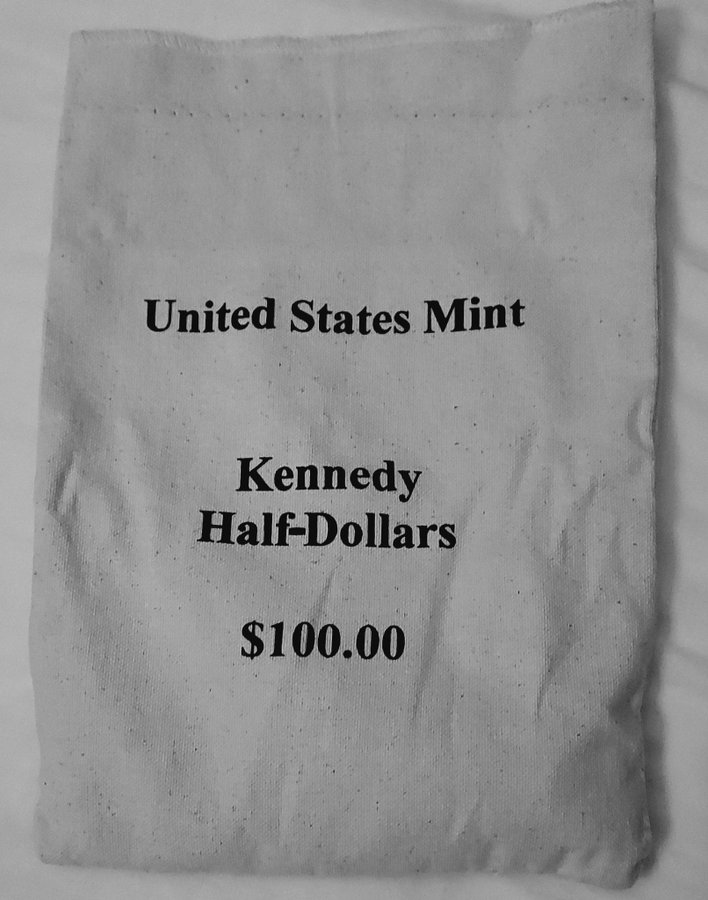 United States Mint
Kennedy
Half-Dollars
$100.00